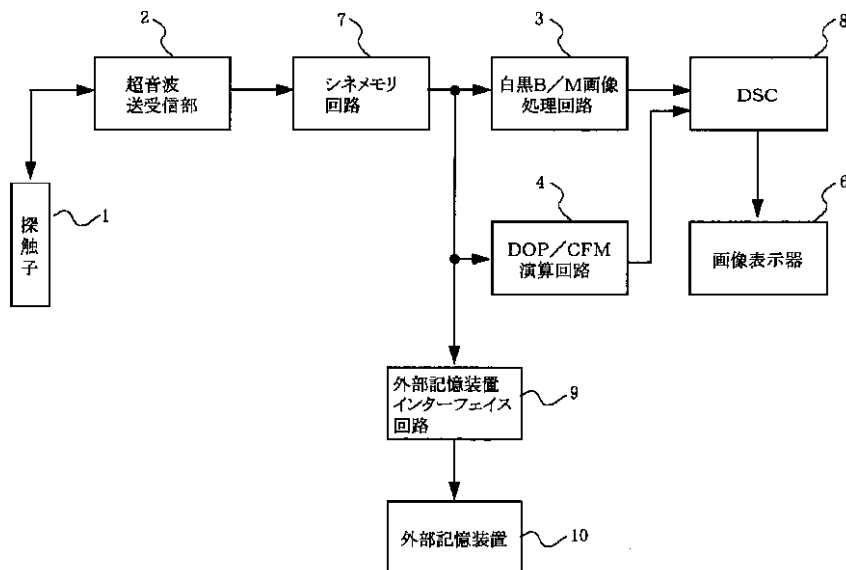 2
7
3
8
超音波
送受信部
シネメモリ
回路
白黒B／M画像
処理回路
DSC
1
探
触
子
4
6
DOP／CFM
演算回路
画像表示器
外部記憶装置
インターフェイス
回路
9
外部記憶装置
10